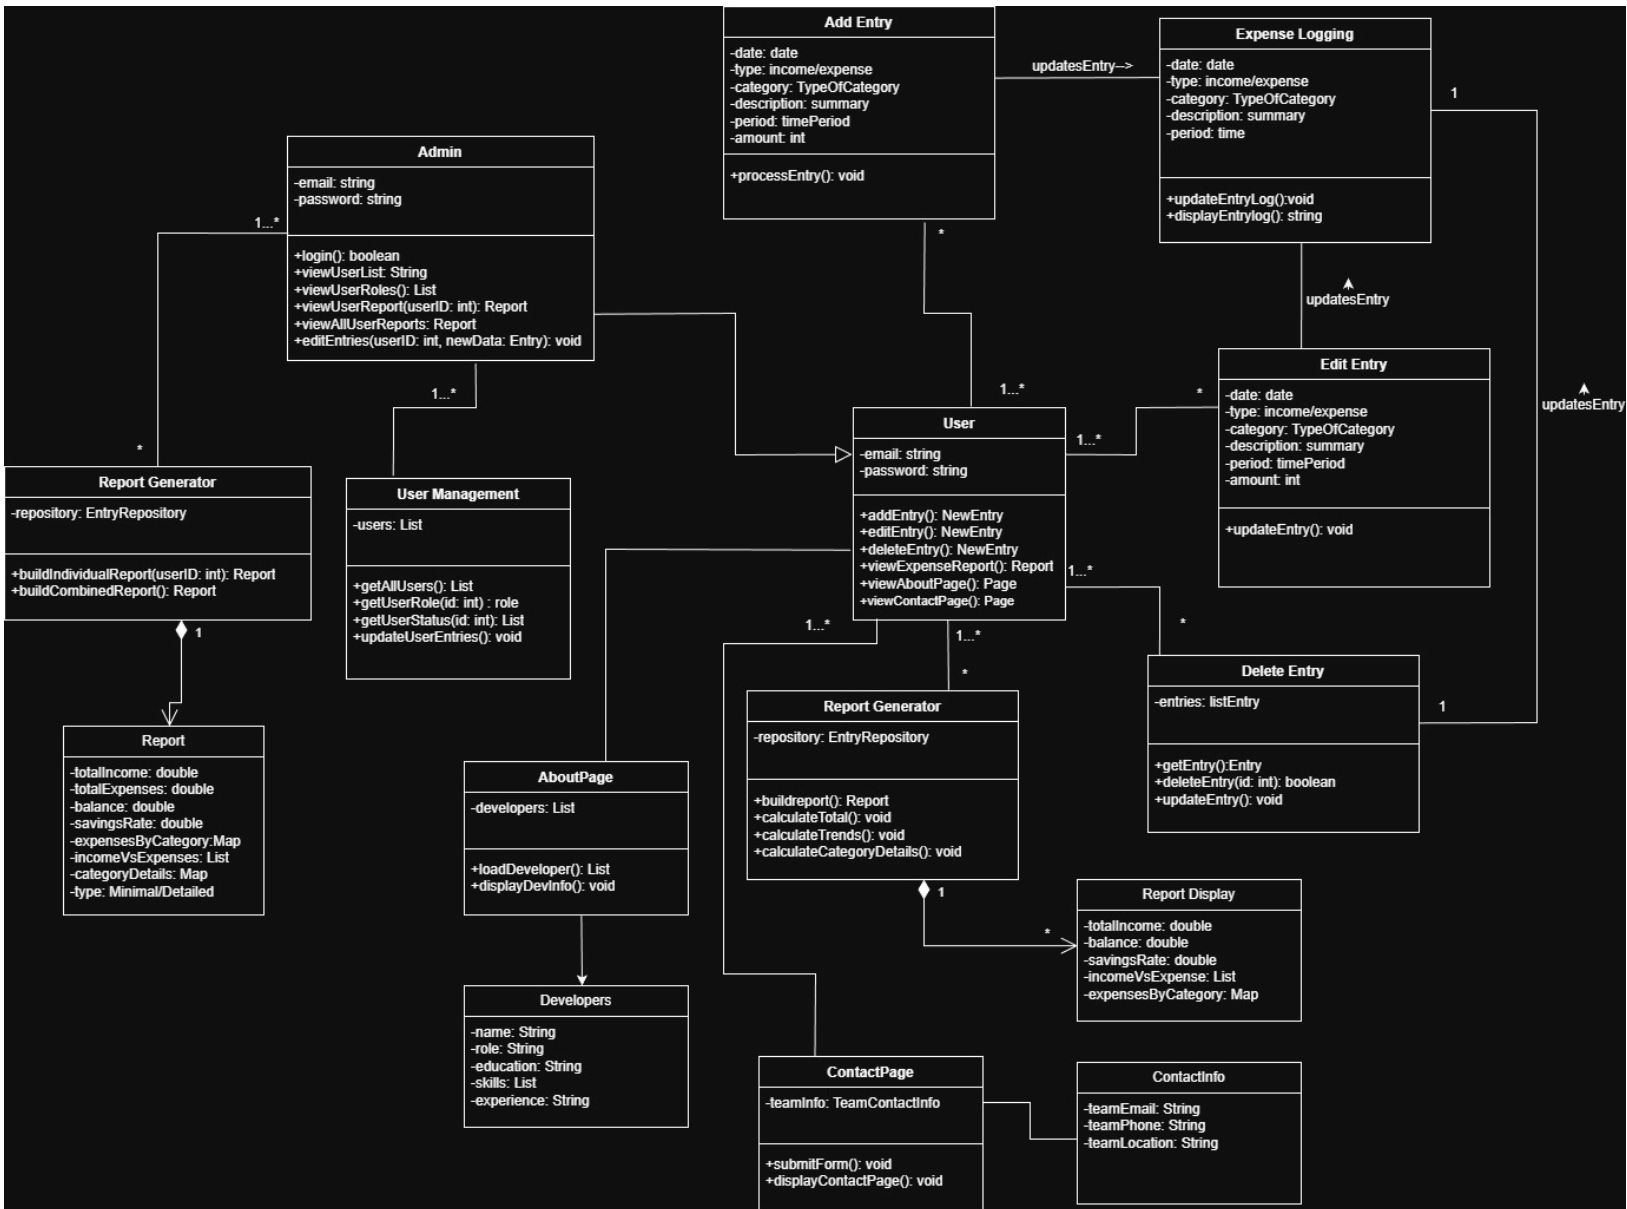 Add Entry
-date: date
-type: income/expense
-category: TypeOfCategory
-description: summary
-period: timePeriod
-amount: int
+processEntry(): void
updatesEntry-->
Expense Logging
-date: date
-type: income/expense
-category: TypeOfCategory
-description: summary
-period: time
+updateEntryLog():void
+displayEntrylog(): string
1
Admin
-email: string
-password: string
+login(): boolean
+viewUserList: String
+viewUserRoles(): List
+viewUserReport(userID: int): Report
+viewAllUserReports: Report
+editEntries(userID: int, newData: Entry): void
1...*
*
1...*
*
1...*
updatesEntry
updatesEntry
Edit Entry
-date: date
-type: income/expense
-category: TypeOfCategory
-description: summary
-period: timePeriod
-amount: int
+updateEntry(): void
*
1...*
User
-email: string
-password: string
+addEntry(): NewEntry
+editEntry(): NewEntry
+deleteEntry(): NewEntry
+viewExpenseReport(): Report
+viewAboutPage(): Page
+viewContactPage(): Page
1...*
*
1...*
1...*
*
Report Generator
-repository: EntryRepository
+buildIndividualReport(userID: int): Report
+buildCombinedReport(): Report
1
User Management
-users: List
+getAllUsers(): List
+getUserRole(id: int) : role
+getUserStatus(id: int): List
+updateUserEntries(): void
Delete Entry
-entries: listEntry
+getEntry():Entry
+deleteEntry(id: int): boolean
+updateEntry(): void
1
Report
-totalIncome: double
-totalExpenses: double
-balance: double
-savingsRate: double
-expensesByCategory:Map
-incomeVsExpenses: List
-categoryDetails: Map
-type: Minimal/Detailed
AboutPage
-developers: List
+loadDeveloper(): List
+displayDevInfo(): void
Report Generator
-repository: EntryRepository
+buildreport(): Report
+calculateTotal(): void
+calculateTrends(): void
+calculateCategoryDetails(): void
1
*
Report Display
-totalIncome: double
-balance: double
-savingsRate: double
-incomeVsExpense: List
-expensesByCategory: Map
Developers
-name: String
-role: String
-education: String
-skills: List
-experience: String
ContactPage
-teamInfo: TeamContactInfo
+submitForm(): void
+displayContactPage(): void
ContactInfo
-teamEmail: String
-teamPhone: String
-teamLocation: String